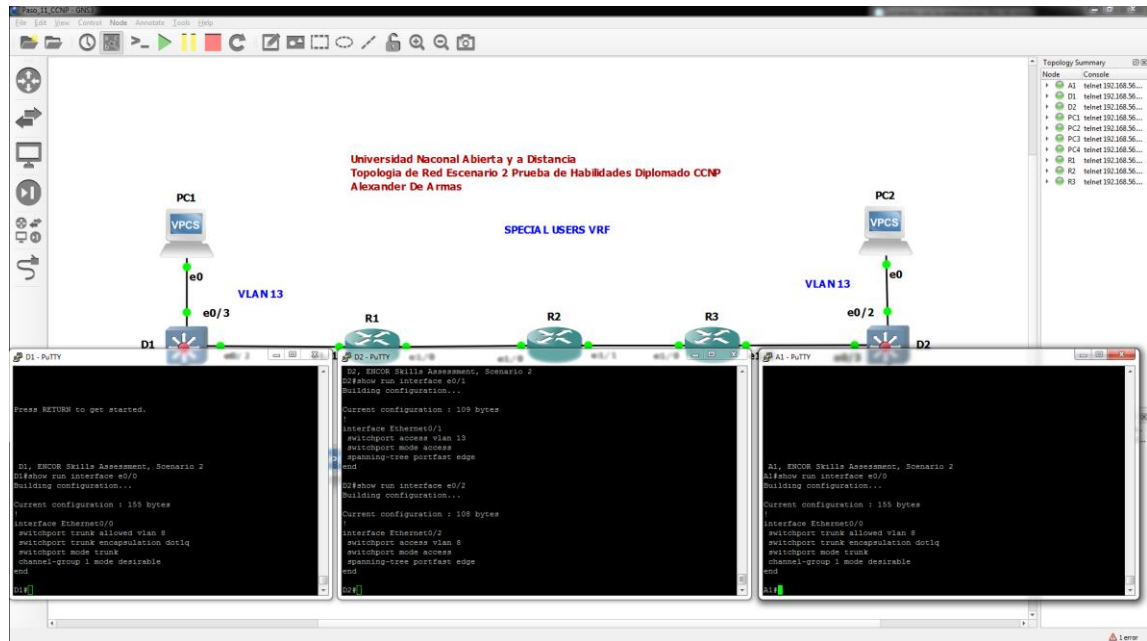 Paso_11_CCNP - GNS3
File Edit View Control Node Annotate Tools Help
Topology Summary
Node Console
A1 telnet 192.168.56....
D1 telnet 192.168.56....
D2 telnet 192.168.56....
PC1 telnet 192.168.56....
PC2 telnet 192.168.56....
PC3 telnet 192.168.56....
PC4 telnet 192.168.56....
R1 telnet 192.168.56....
R2 telnet 192.168.56....
R3 telnet 192.168.56....
Universidad Naconal Abierta y a Distancia
Topologia de Red Escenario 2 Prueba de Habilidades Diplomado CCNP
Alexander De Armas
PC1
VPCS
e0
VLAN 13
e0/3
D1
SPECIAL USERS VRF
R1
R2
R3
PC2
VPCS
e0
VLAN 13
e0/2
D2
D1 - PuTTY
Press RETURN to get started.
D1, ENCOR Skills Assessment, Scenario 2
D1#show run interface e0/0
Building configuration...
Current configuration : 155 bytes
!
interface Ethernet0/0
switchport trunk allowed vlan 8
switchport trunk encapsulation dot1q
switchport mode trunk
channel-group 1 mode desirable
end
D1#
D2 - PuTTY
D2, ENCOR Skills Assessment, Scenario 2
D2#show run interface e0/1
Building configuration...
Current configuration : 109 bytes
!
interface Ethernet0/1
switchport access vlan 13
switchport mode access
spanning-tree portfast edge
end
D2#show run interface e0/2
Building configuration...
Current configuration : 108 bytes
!
interface Ethernet0/2
switchport access vlan 8
switchport mode access
spanning-tree portfast edge
end
D2#
A1 - PuTTY
A1, ENCOR Skills Assessment, Scenario 2
A1#show run interface e0/0
Building configuration...
Current configuration : 155 bytes
!
interface Ethernet0/0
switchport trunk allowed vlan 8
switchport trunk encapsulation dot1q
switchport mode trunk
channel-group 1 mode desirable
end
A1#
1 error